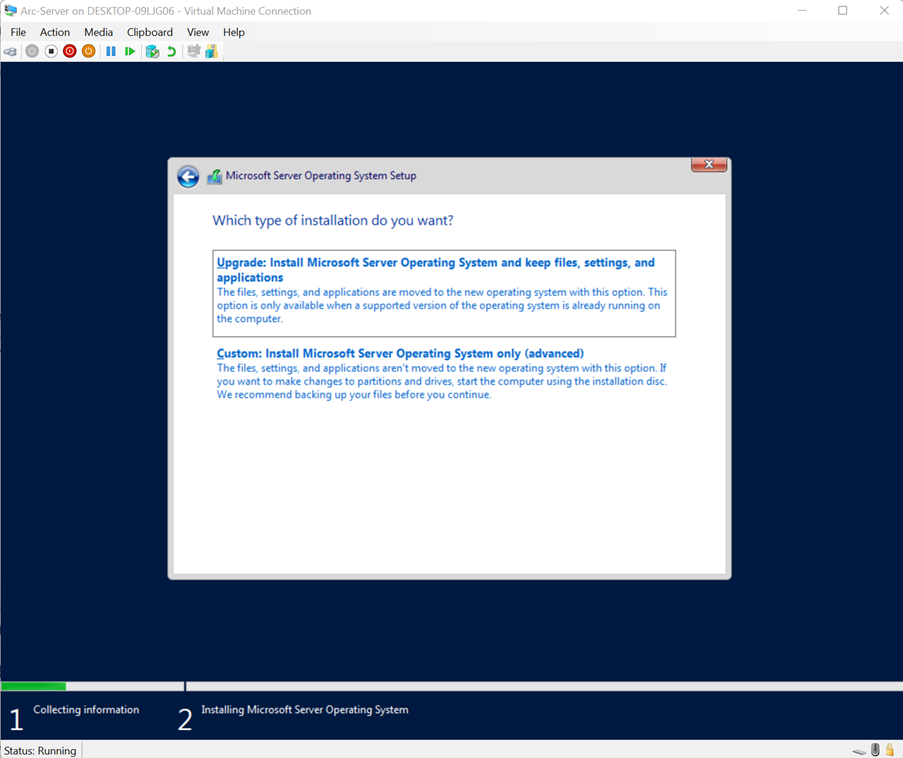 Arc-Server on DESKTOP-09LJG06 - Virtual Machine Connection
File Action Media Clipboard View Help
Microsoft Server Operating System Setup
Which type of installation do you want?
Upgrade: Install Microsoft Server Operating System and keep files, settings, and
applications
The files, settings, and applications are moved to the new operating system with this option. This
option is only available when a supported version of the operating system is already running on
the computer.
Custom: Install Microsoft Server Operating System only (advanced)
The files, settings, and applications aren't moved to the new operating system with this option. If
you want to make changes to partitions and drives, start the computer using the installation disc.
We recommend backing up your files before you continue.
1 Collecting information
2 Installing Microsoft Server Operating System
Status: Running